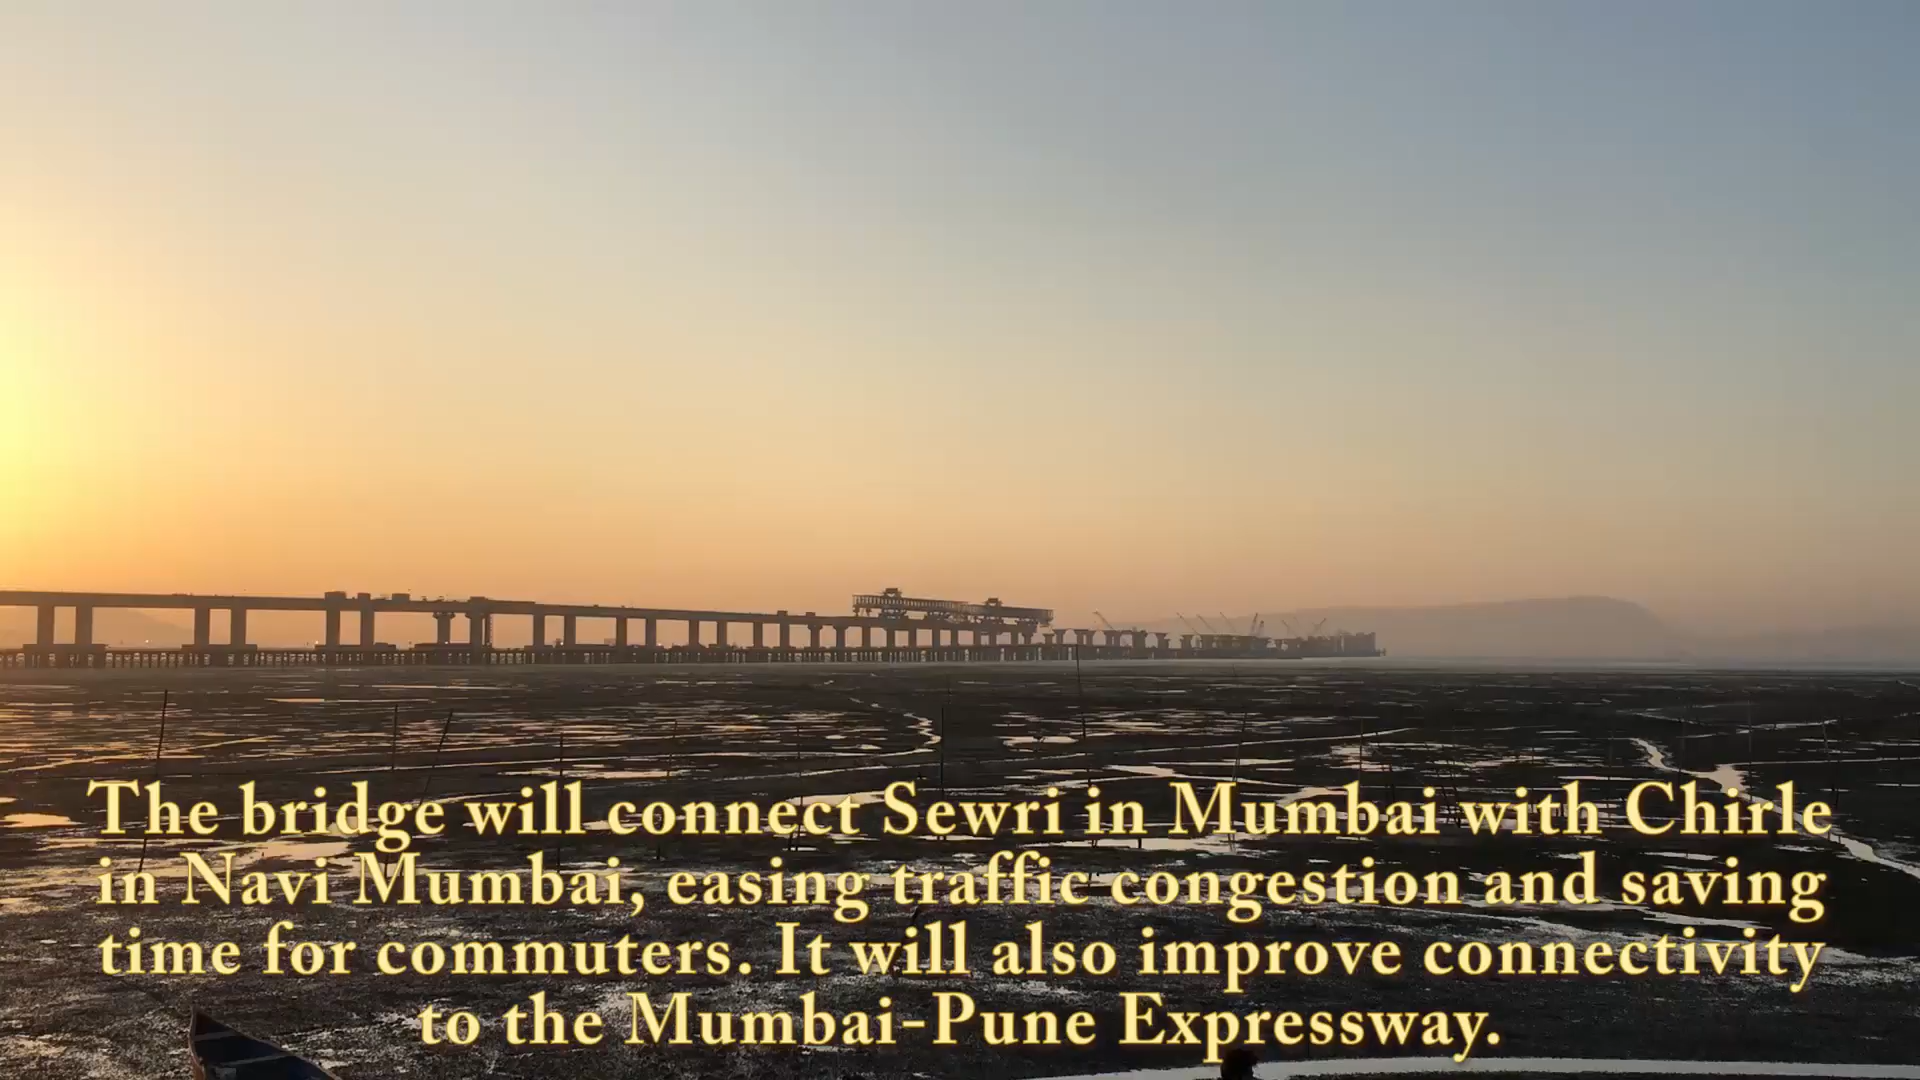 The bridge will connect Sewri in Mumbai with Chirle
in Navi Mumbai, easing traffic congestion and saving
time for commuters. It will also improve connectivity
to the Mumbai-Pune Expressway.